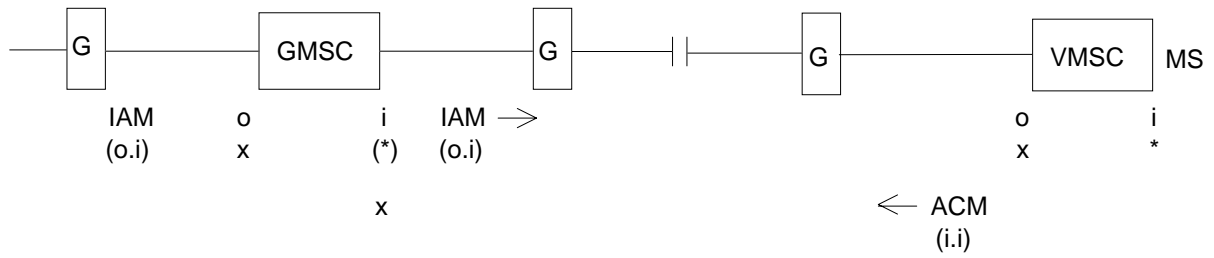 G GMSC G G VMSC MS
IAM o i IAM o i
(o.i) x (*) (o.i) x *
x ACM
(i.i)